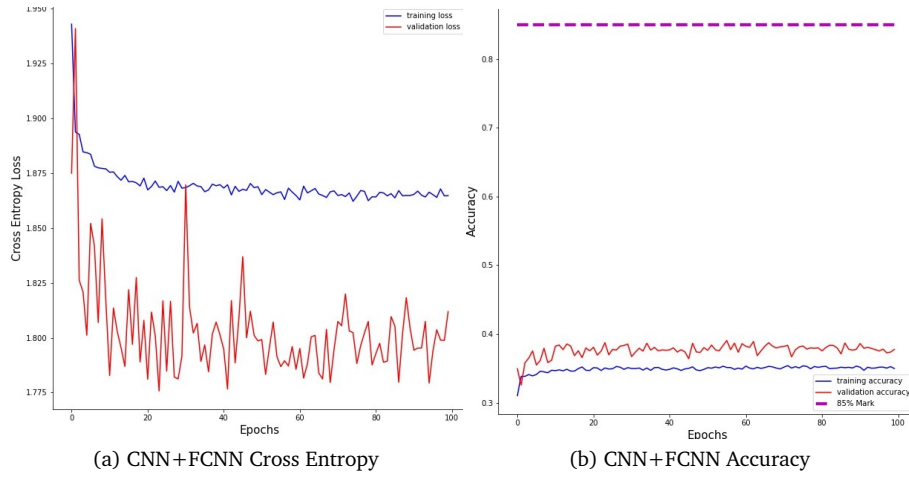 1.950
1.925
1.900
1.875
1.850
1.825
1.800
1.775
Cross Entropy Loss
training loss
validation loss
0 20 40 60 80 100
Epochs
(a) CNN+FCNN Cross Entropy
0.8
0.7
0.6
0.5
0.4
0.3
Accuracy
training accuracy
validation accuracy
85% Mark
0 20 40 60 80 100
Epochs
(b) CNN+FCNN Accuracy